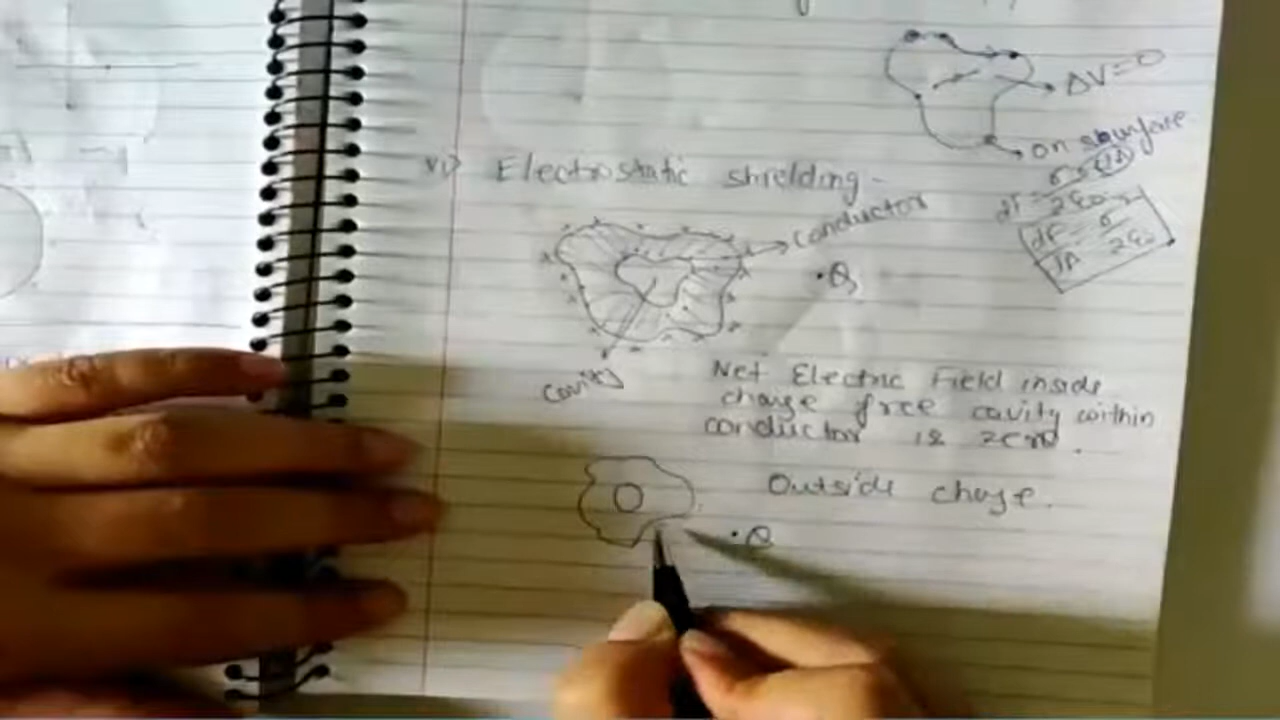 ΔV=0
on surface
vi) Electrostatic shielding -
conductor
.Q
cavity
Net Electric Field inside
charge free cavity within
conductor is zero.
Outside charge.
.Q